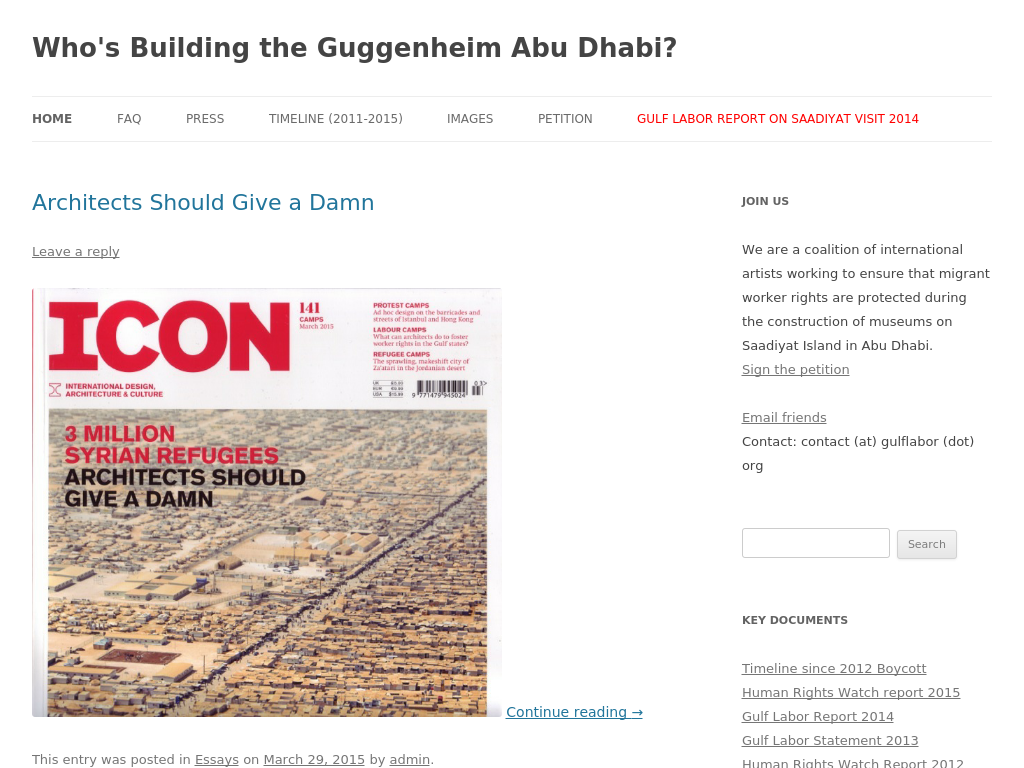 Who's Building the Guggenheim Abu Dhabi?
HOME FAQ PRESS TIMELINE (2011-2015) IMAGES PETITION GULF LABOR REPORT ON SAADIYAT VISIT 2014
Architects Should Give a Damn
Leave a reply
ICON
141
CAMPS
March 2015
PROTEST CAMPS
Ad hoc design on the barricades and
streets of Istanbul and Hong Kong
LABOUR CAMPS
What can architects do to foster
worker rights in the Gulf states?
REFUGEE CAMPS
The sprawling, makeshift city of
Za'atari in the Jordanian desert
INTERNATIONAL DESIGN,
ARCHITECTURE & CULTURE
9 771479 945024
3 MILLION
SYRIAN REFUGEES
ARCHITECTS SHOULD
GIVE A DAMN
Continue reading →
This entry was posted in Essays on March 29, 2015 by admin.
JOIN US
We are a coalition of international
artists working to ensure that migrant
worker rights are protected during
the construction of museums on
Saadiyat Island in Abu Dhabi.
Sign the petition
Email friends
Contact: contact (at) gulflabor (dot)
org
Search
KEY DOCUMENTS
Timeline since 2012 Boycott
Human Rights Watch report 2015
Gulf Labor Report 2014
Gulf Labor Statement 2013
Human Rights Watch Report 2012